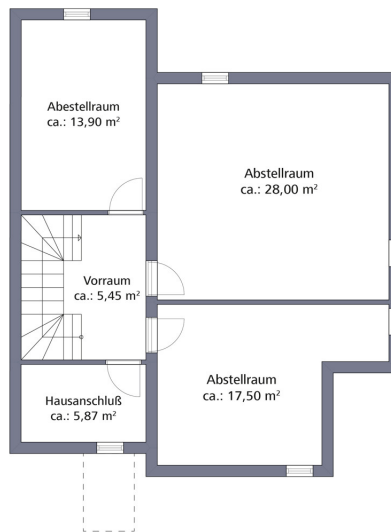 Abestellraum
ca.: 13,90 m²
Abstellraum
ca.: 28,00 m²
Vorraum
ca.: 5,45 m²
Abstellraum
ca.: 17,50 m²
Hausanschluß
ca.: 5,87 m²